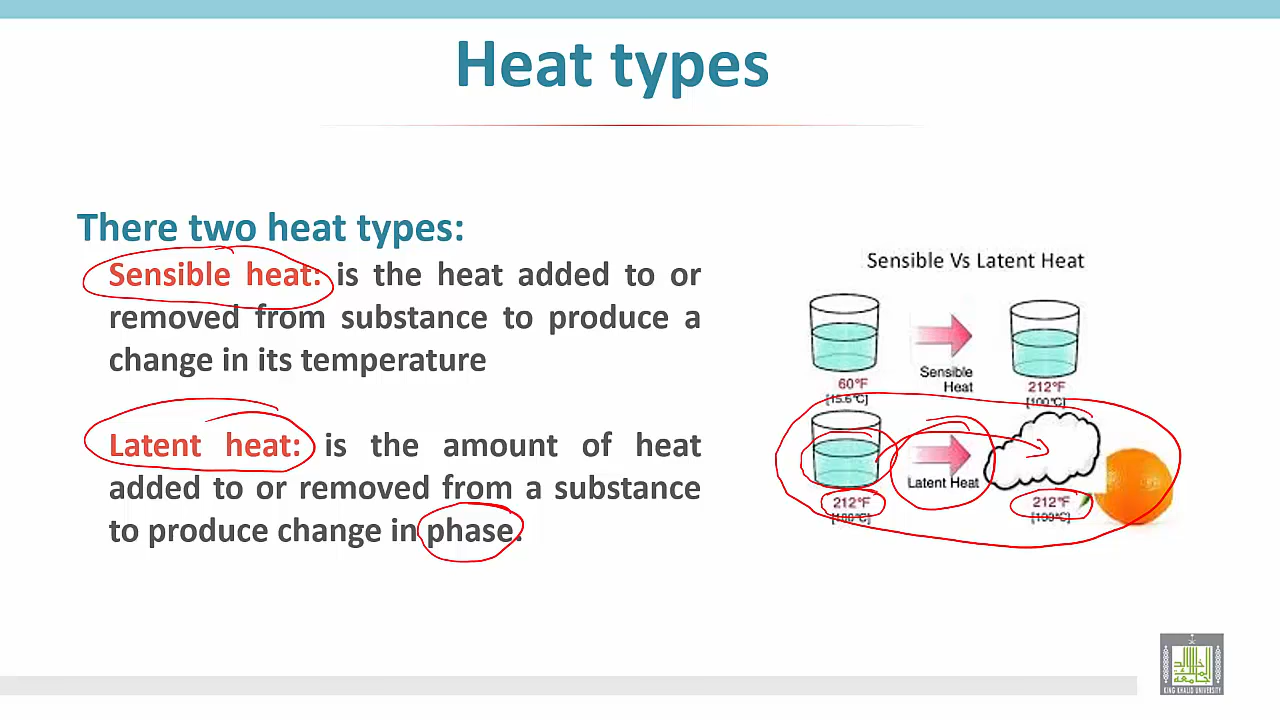 Heat types
There two heat types:
Sensible heat: is the heat added to or
removed from substance to produce a
change in its temperature
Latent heat: is the amount of heat
added to or removed from a substance
to produce change in phase.
Sensible Vs Latent Heat
Sensible
Heat
60°F
[15.6°C]
212°F
[100°C]
Latent Heat
212°F
[100°C]
212°F
[100°C]
KING KHALID UNIVERSITY